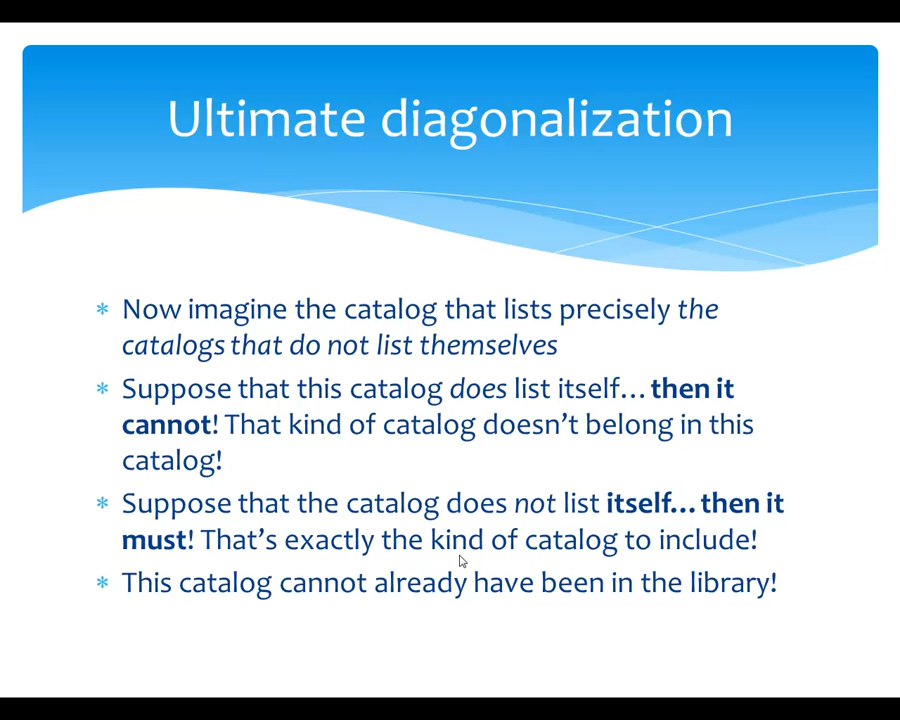 Ultimate diagonalization
* Now imagine the catalog that lists precisely the
catalogs that do not list themselves
* Suppose that this catalog does list itself…then it
cannot! That kind of catalog doesn’t belong in this
catalog!
* Suppose that the catalog does not list itself…then it
must! That’s exactly the kind of catalog to include!
* This catalog cannot already have been in the library!